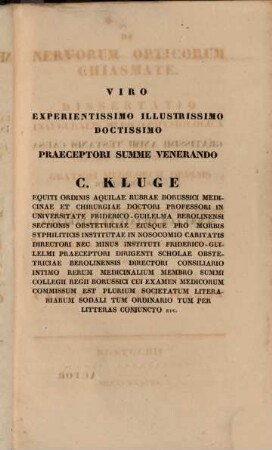 VIRO
EXPERIENTISSIMO ILLUSTRISSIMO
DOCTISSIMO
PRAECEPTORI SUMME VENERANDO
C. KLUGE
EQUITI ORDINIS AQUILAE RUBRAE BORUSSICI MEDI-
CINAE ET CHIRURGIAE DOCTORI PROFESSORI IN
UNIVERSITATE FRIDERICO-GUILELMA BEROLINENSI
SECTIONIS OBSTETRICIAE EIUSQUE PRO MORBIS
SYPHILITICIS INSTITUTAE IN NOSOCOMIO CARITATIS
DIRECTORI NEC MINUS INSTITUTI FRIDERICO-GUI-
LELMI PRAECEPTORI DIRIGENTI SCHOLAE OBSTE-
TRICIAE BEROLINENSIS DIRECTORI CONSILIARIO
INTIMO RERUM MEDICINALIUM MEMBRO SUMMI
COLLEGII REGII BORUSSICI CUI EXAMEN MEDICORUM
COMMISSUM EST PLURIUM SOCIETATUM LITERA-
RIARUM SODALI TUM ORDINARIO TUM PER
LITTERAS CONJUNCTO ETC.